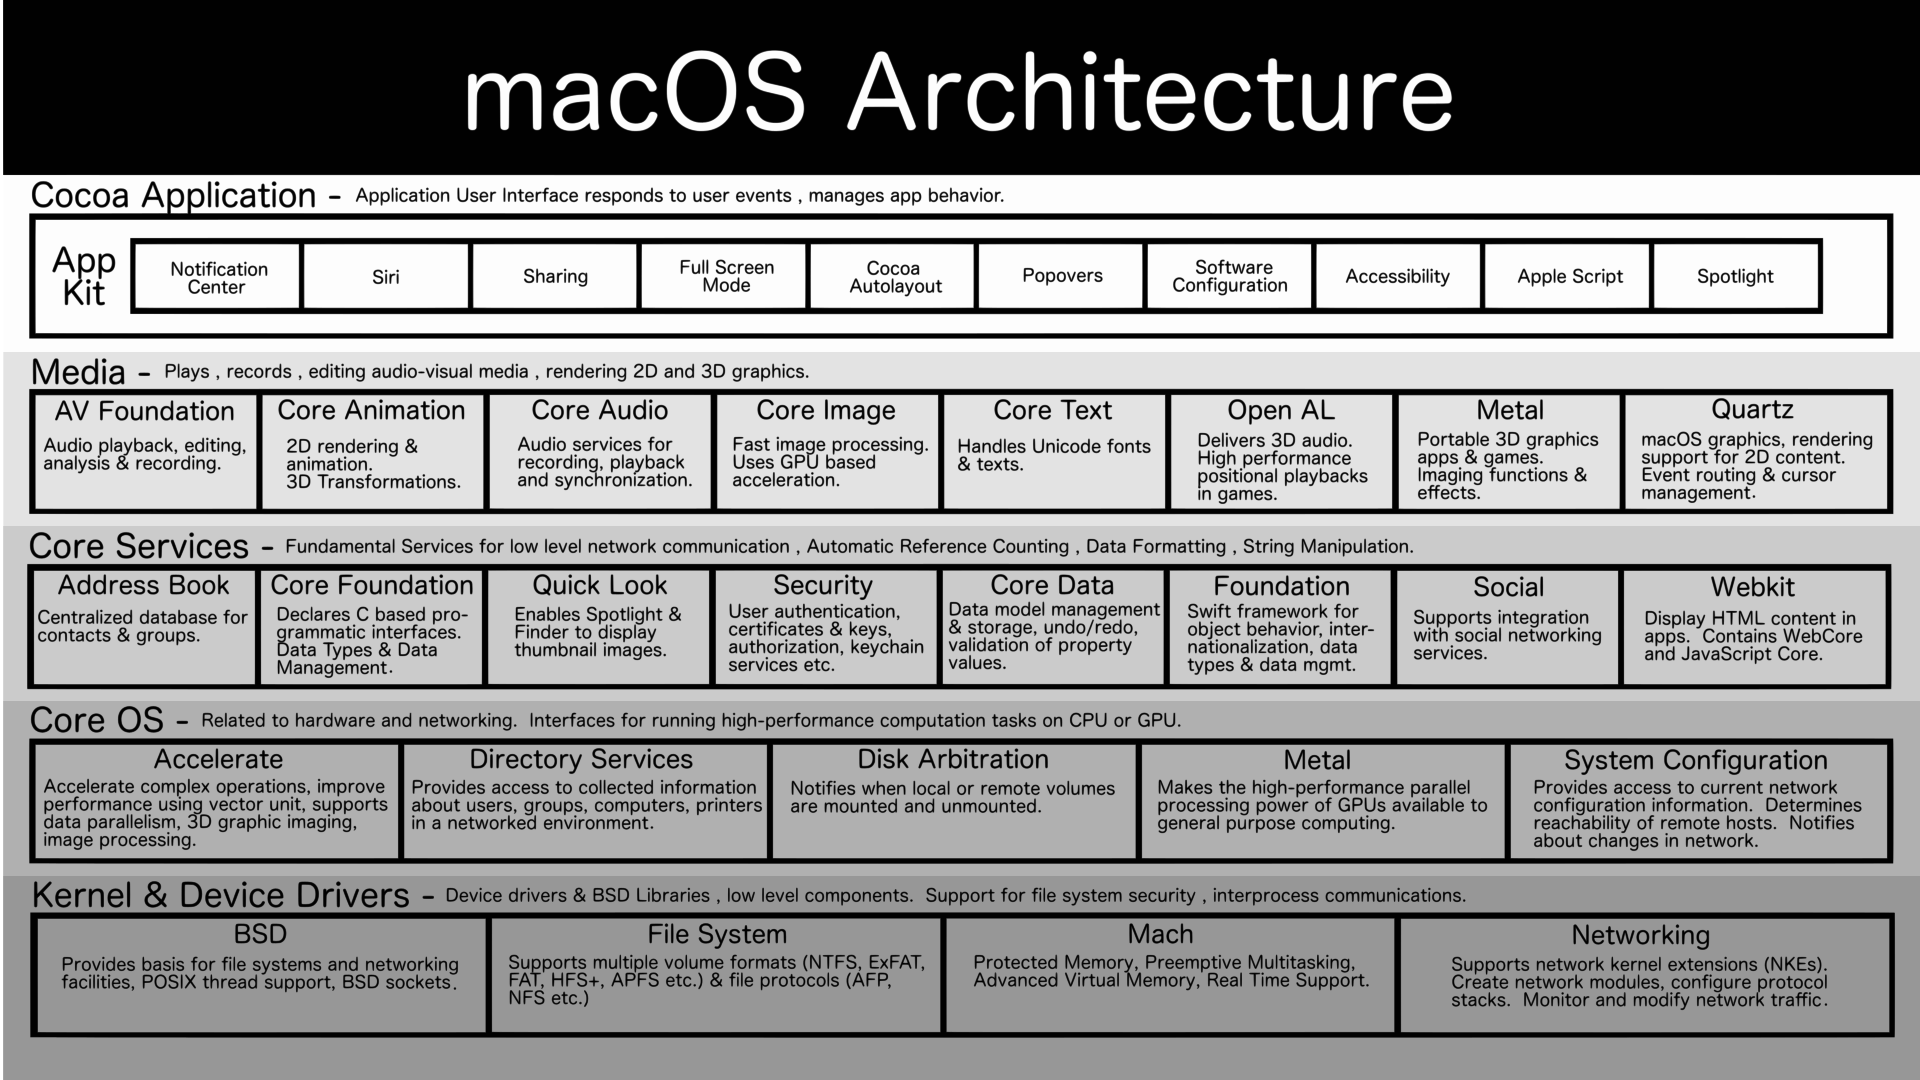 macOS Architecture
Cocoa Application - Application User Interface responds to user events , manages app behavior.
App
Kit
Notification
Center
Siri
Sharing
Full Screen
Mode
Cocoa
Autolayout
Popovers
Software
Configuration
Accessibility
Apple Script
Spotlight
Media - Plays , records , editing audio-visual media , rendering 2D and 3D graphics.
AV Foundation
Audio playback, editing,
analysis & recording.
Core Animation
2D rendering &
animation.
3D Transformations.
Core Audio
Audio services for
recording, playback
and synchronization.
Core Image
Fast image processing.
Uses GPU based
acceleration.
Core Text
Handles Unicode fonts
& texts.
Open AL
Delivers 3D audio.
High performance
positional playbacks
in games.
Metal
Portable 3D graphics
apps & games.
Imaging functions &
effects.
Quartz
macOS graphics, rendering
support for 2D content.
Event routing & cursor
management.
Core Services - Fundamental Services for low level network communication , Automatic Reference Counting , Data Formatting , String Manipulation.
Address Book
Centralized database for
contacts & groups.
Core Foundation
Declares C based pro-
grammatic interfaces.
Data Types & Data
Management.
Quick Look
Enables Spotlight &
Finder to display
thumbnail images.
Security
User authentication,
certificates & keys,
authorization, keychain
services etc.
Core Data
Data model management
& storage, undo/redo,
validation of property
values.
Foundation
Swift framework for
object behavior, inter-
nationalization, data
types & data mgmt.
Social
Supports integration
with social networking
services.
Webkit
Display HTML content in
apps. Contains WebCore
and JavaScript Core.
Core OS - Related to hardware and networking. Interfaces for running high-performance computation tasks on CPU or GPU.
Accelerate
Accelerate complex operations, improve
performance using vector unit, supports
data parallelism, 3D graphic imaging,
image processing.
Directory Services
Provides access to collected information
about users, groups, computers, printers
in a networked environment.
Disk Arbitration
Notifies when local or remote volumes
are mounted and unmounted.
Metal
Makes the high-performance parallel
processing power of GPUs available to
general purpose computing.
System Configuration
Provides access to current network
configuration information. Determines
reachability of remote hosts. Notifies
about changes in network.
Kernel & Device Drivers - Device drivers & BSD Libraries , low level components. Support for file system security , interprocess communications.
BSD
Provides basis for file systems and networking
facilities, POSIX thread support, BSD sockets.
File System
Supports multiple volume formats (NTFS, ExFAT,
FAT, HFS+, APFS etc.) & file protocols (AFP,
NFS etc.)
Mach
Protected Memory, Preemptive Multitasking,
Advanced Virtual Memory, Real Time Support.
Networking
Supports network kernel extensions (NKEs).
Create network modules, configure protocol
stacks. Monitor and modify network traffic.